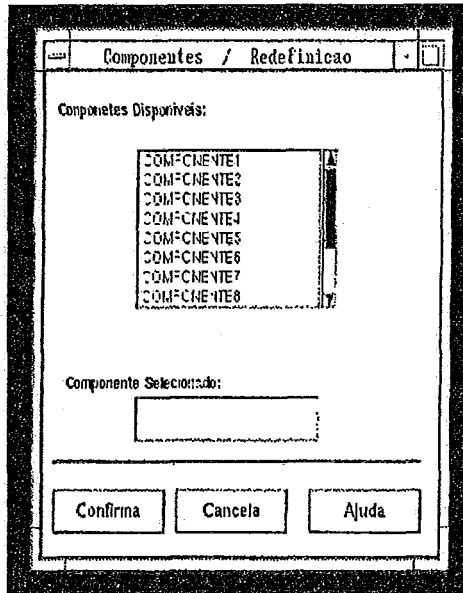 Componentes / Redefinicao
Componetes Disponiveis:
COMPONENTE1
COMPONENTE2
COMPONENTE3
COMPONENTE4
COMPONENTE5
COMPONENTE6
COMPONENTE7
COMPONENTE8
Componente Selecionado:
Confirma Cancela Ajuda